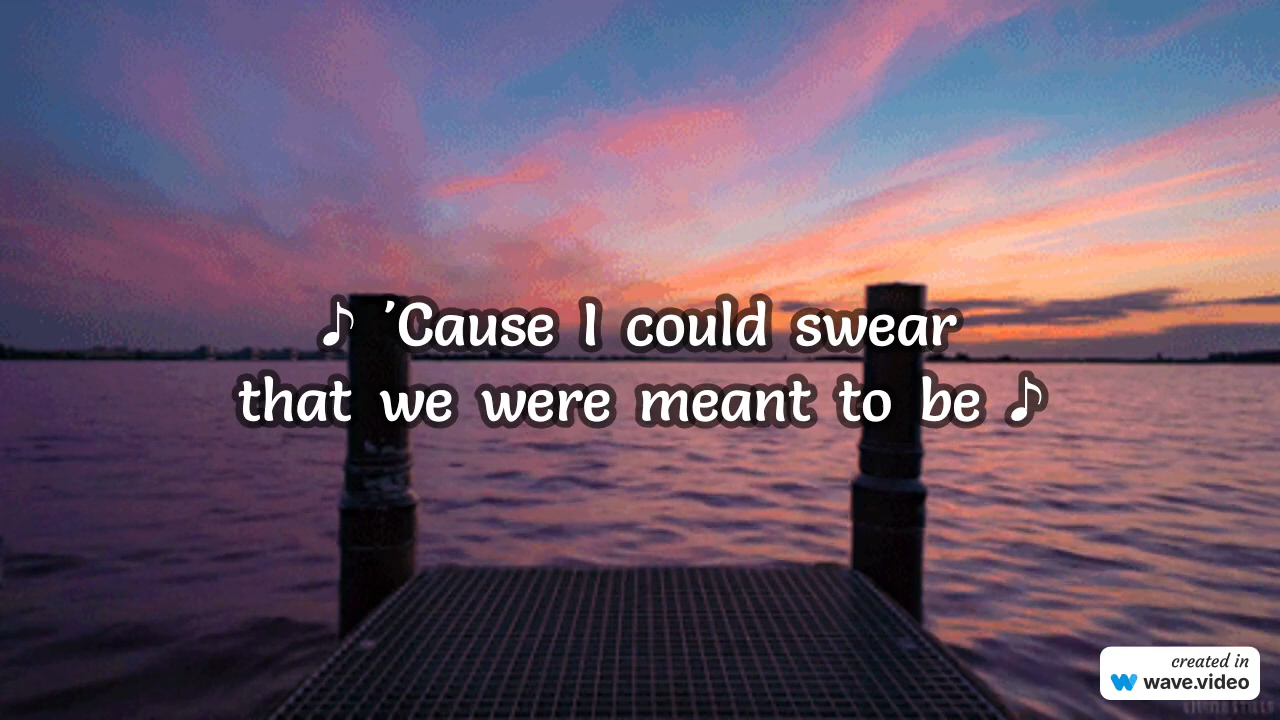 ♪ 'Cause I could swear
that we were meant to be ♪
created in
wave.video